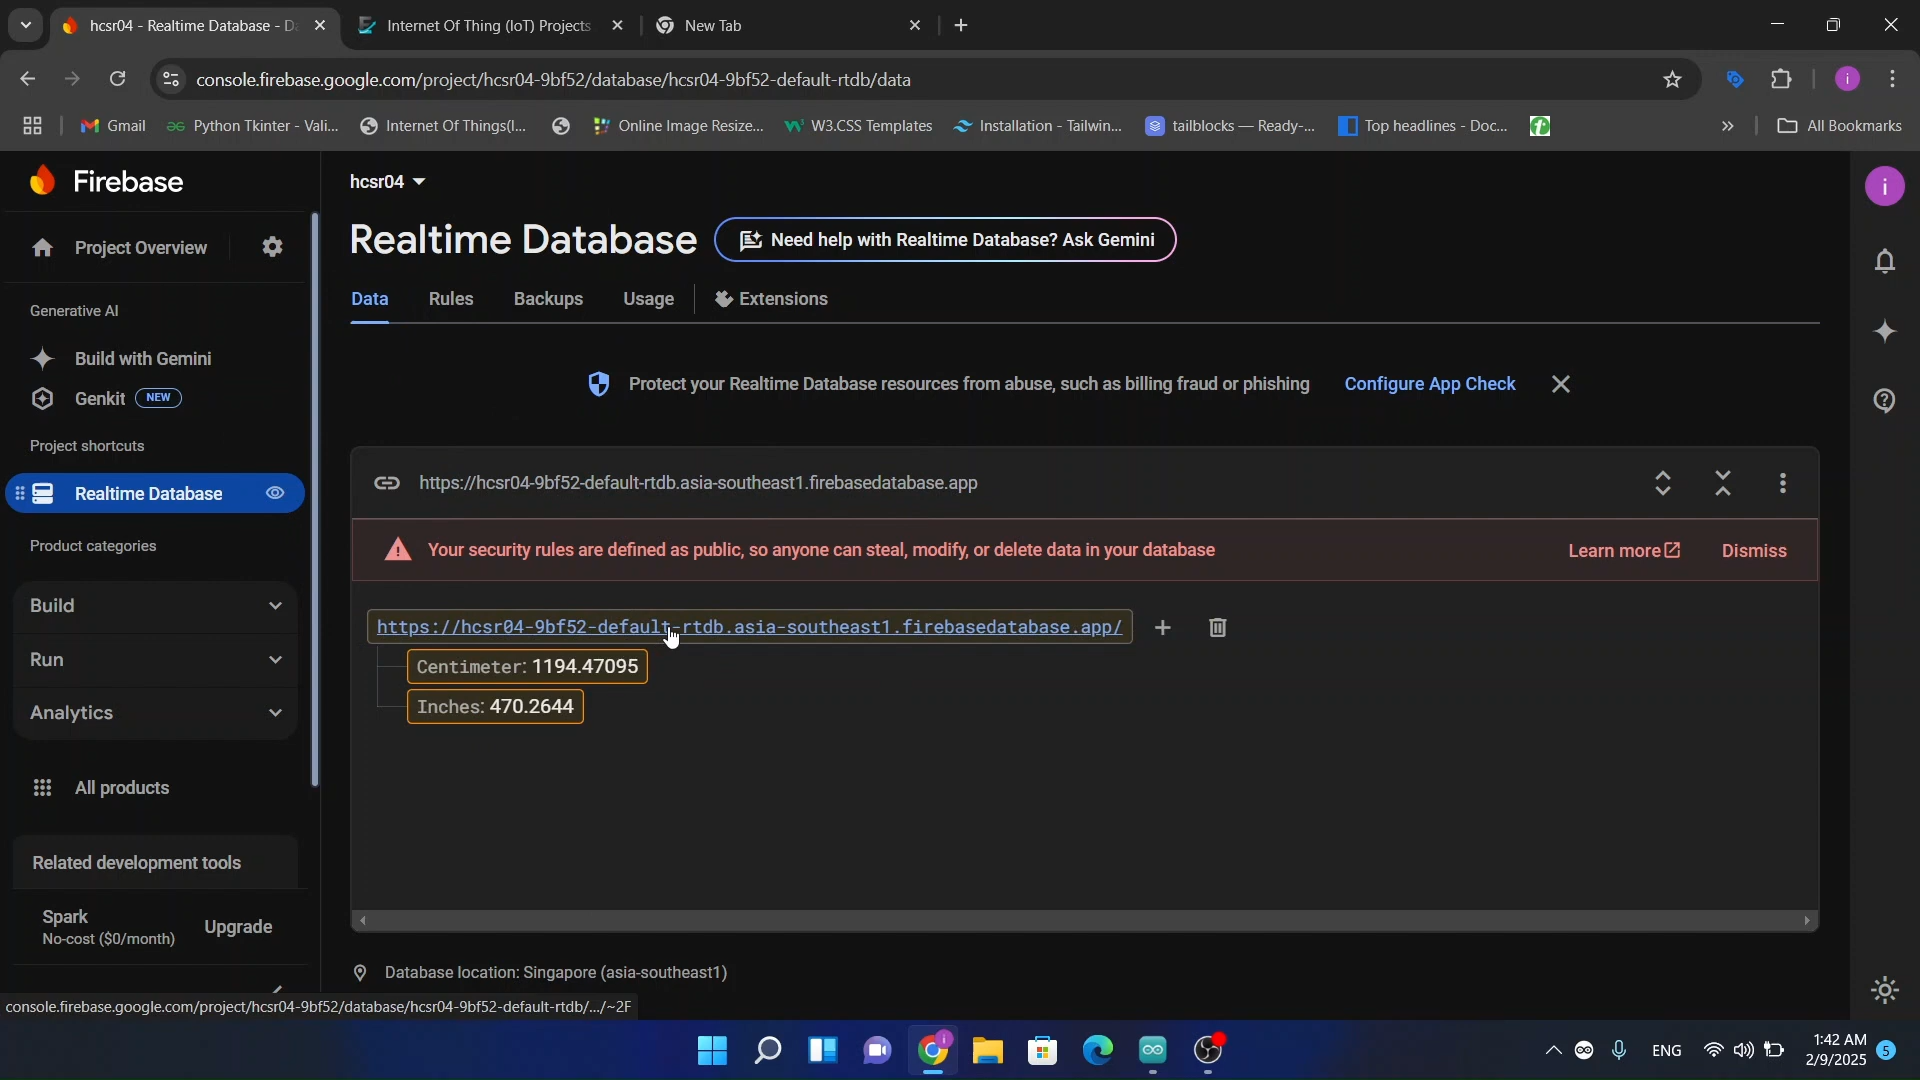 hcsr04 - Realtime Database - Da
Internet Of Thing (IoT) Projects
New Tab
console.firebase.google.com/project/hcsr04-9bf52/database/hcsr04-9bf52-default-rtdb/data
i
Gmail
Python Tkinter - Vali...
Internet Of Things(I...
Online Image Resize...
W3.CSS Templates
Installation - Tailwin...
tailblocks — Ready-...
Top headlines - Doc...
All Bookmarks
Firebase
hcsr04
i
Project Overview
Realtime Database
Need help with Realtime Database? Ask Gemini
Generative AI
Data
Rules
Backups
Usage
Extensions
Build with Gemini
Genkit
NEW
Protect your Realtime Database resources from abuse, such as billing fraud or phishing
Configure App Check
Project shortcuts
Realtime Database
https://hcsr04-9bf52-default-rtdb.asia-southeast1.firebasedatabase.app
Product categories
Your security rules are defined as public, so anyone can steal, modify, or delete data in your database
Learn more
Dismiss
Build
https://hcsr04-9bf52-default-rtdb.asia-southeast1.firebasedatabase.app/
Run
Centimeter: 1194.47095
Analytics
Inches: 470.2644
All products
Related development tools
Spark
No-cost ($0/month)
Upgrade
Database location: Singapore (asia-southeast1)
console.firebase.google.com/project/hcsr04-9bf52/database/hcsr04-9bf52-default-rtdb/.../~2F
ENG
1:42 AM
2/9/2025
5